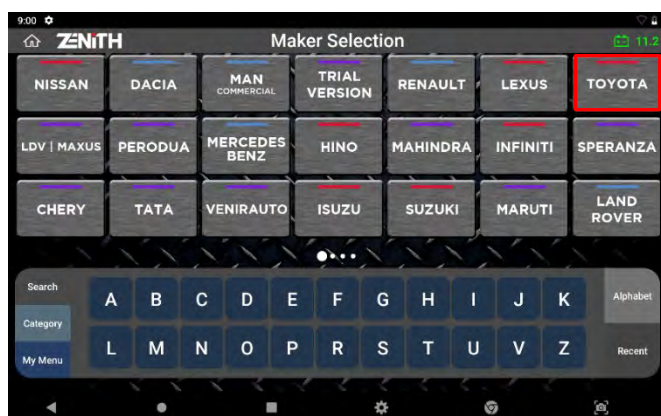 9:00
ZENITH
Maker Selection
11.2
NISSAN
DACIA
MAN
COMMERCIAL
TRIAL
VERSION
RENAULT
LEXUS
TOYOTA
LDV | MAXUS
PERODUA
MERCEDES
BENZ
HINO
MAHINDRA
INFINITI
SPERANZA
CHERY
TATA
VENIRAUTO
ISUZU
SUZUKI
MARUTI
LAND
ROVER
Search
Category
My Menu
A B C D E F G H I J K
L M N O P R S T U V Z
Alphabet
Recent